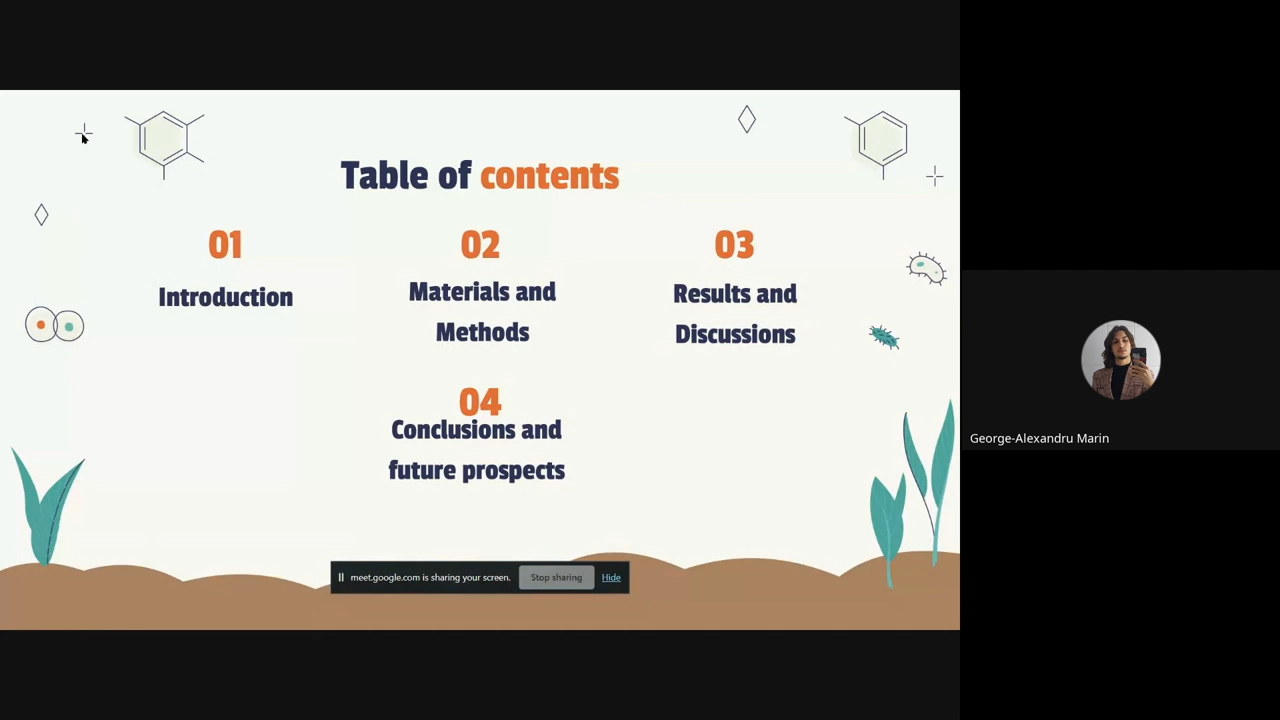 Table of contents
01
Introduction
02
Materials and
Methods
03
Results and
Discussions
04
Conclusions and
future prospects
meet.google.com is sharing your screen.
Stop sharing
Hide
George-Alexandru Marin